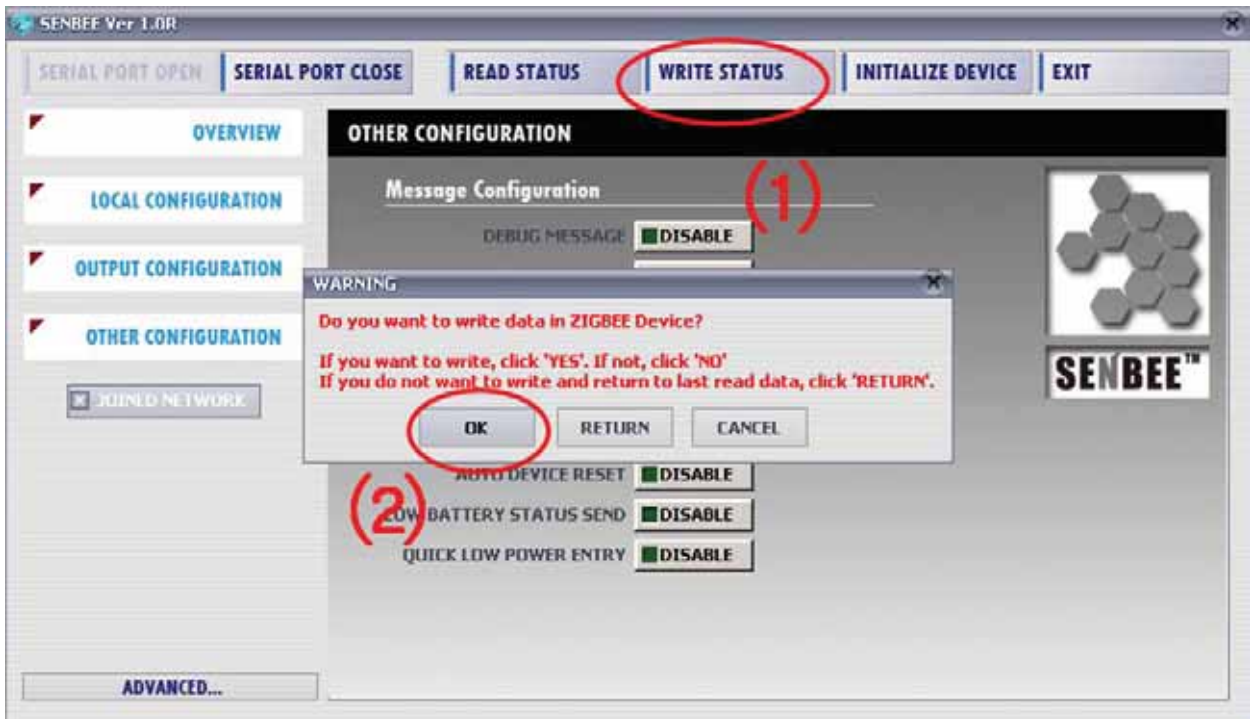 SENBEE Ver 1.0R
SERIAL PORT OPEN
SERIAL PORT CLOSE
READ STATUS
WRITE STATUS
INITIALIZE DEVICE
EXIT
OVERVIEW
LOCAL CONFIGURATION
OUTPUT CONFIGURATION
OTHER CONFIGURATION
JOINED NETWORK
ADVANCED...
OTHER CONFIGURATION
Message Configuration
(1)
DEBUG MESSAGE DISABLE
WARNING
Do you want to write data in ZIGBEE Device?
If you want to write, click 'YES'. If not, click 'NO'
If you do not want to write and return to last read data, click 'RETURN'.
OK
RETURN
CANCEL
(2)
AUTO DEVICE RESET DISABLE
LOW BATTERY STATUS SEND DISABLE
QUICK LOW POWER ENTRY DISABLE
SENBEE™